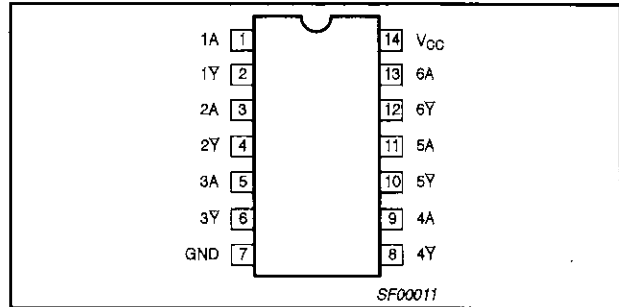 1A 1 14 VCC
1Y̅ 2 13 6A
2A 3 12 6Y̅
2Y̅ 4 11 5A
3A 5 10 5Y̅
3Y̅ 6 9 4A
GND 7 8 4Y̅
SF00011